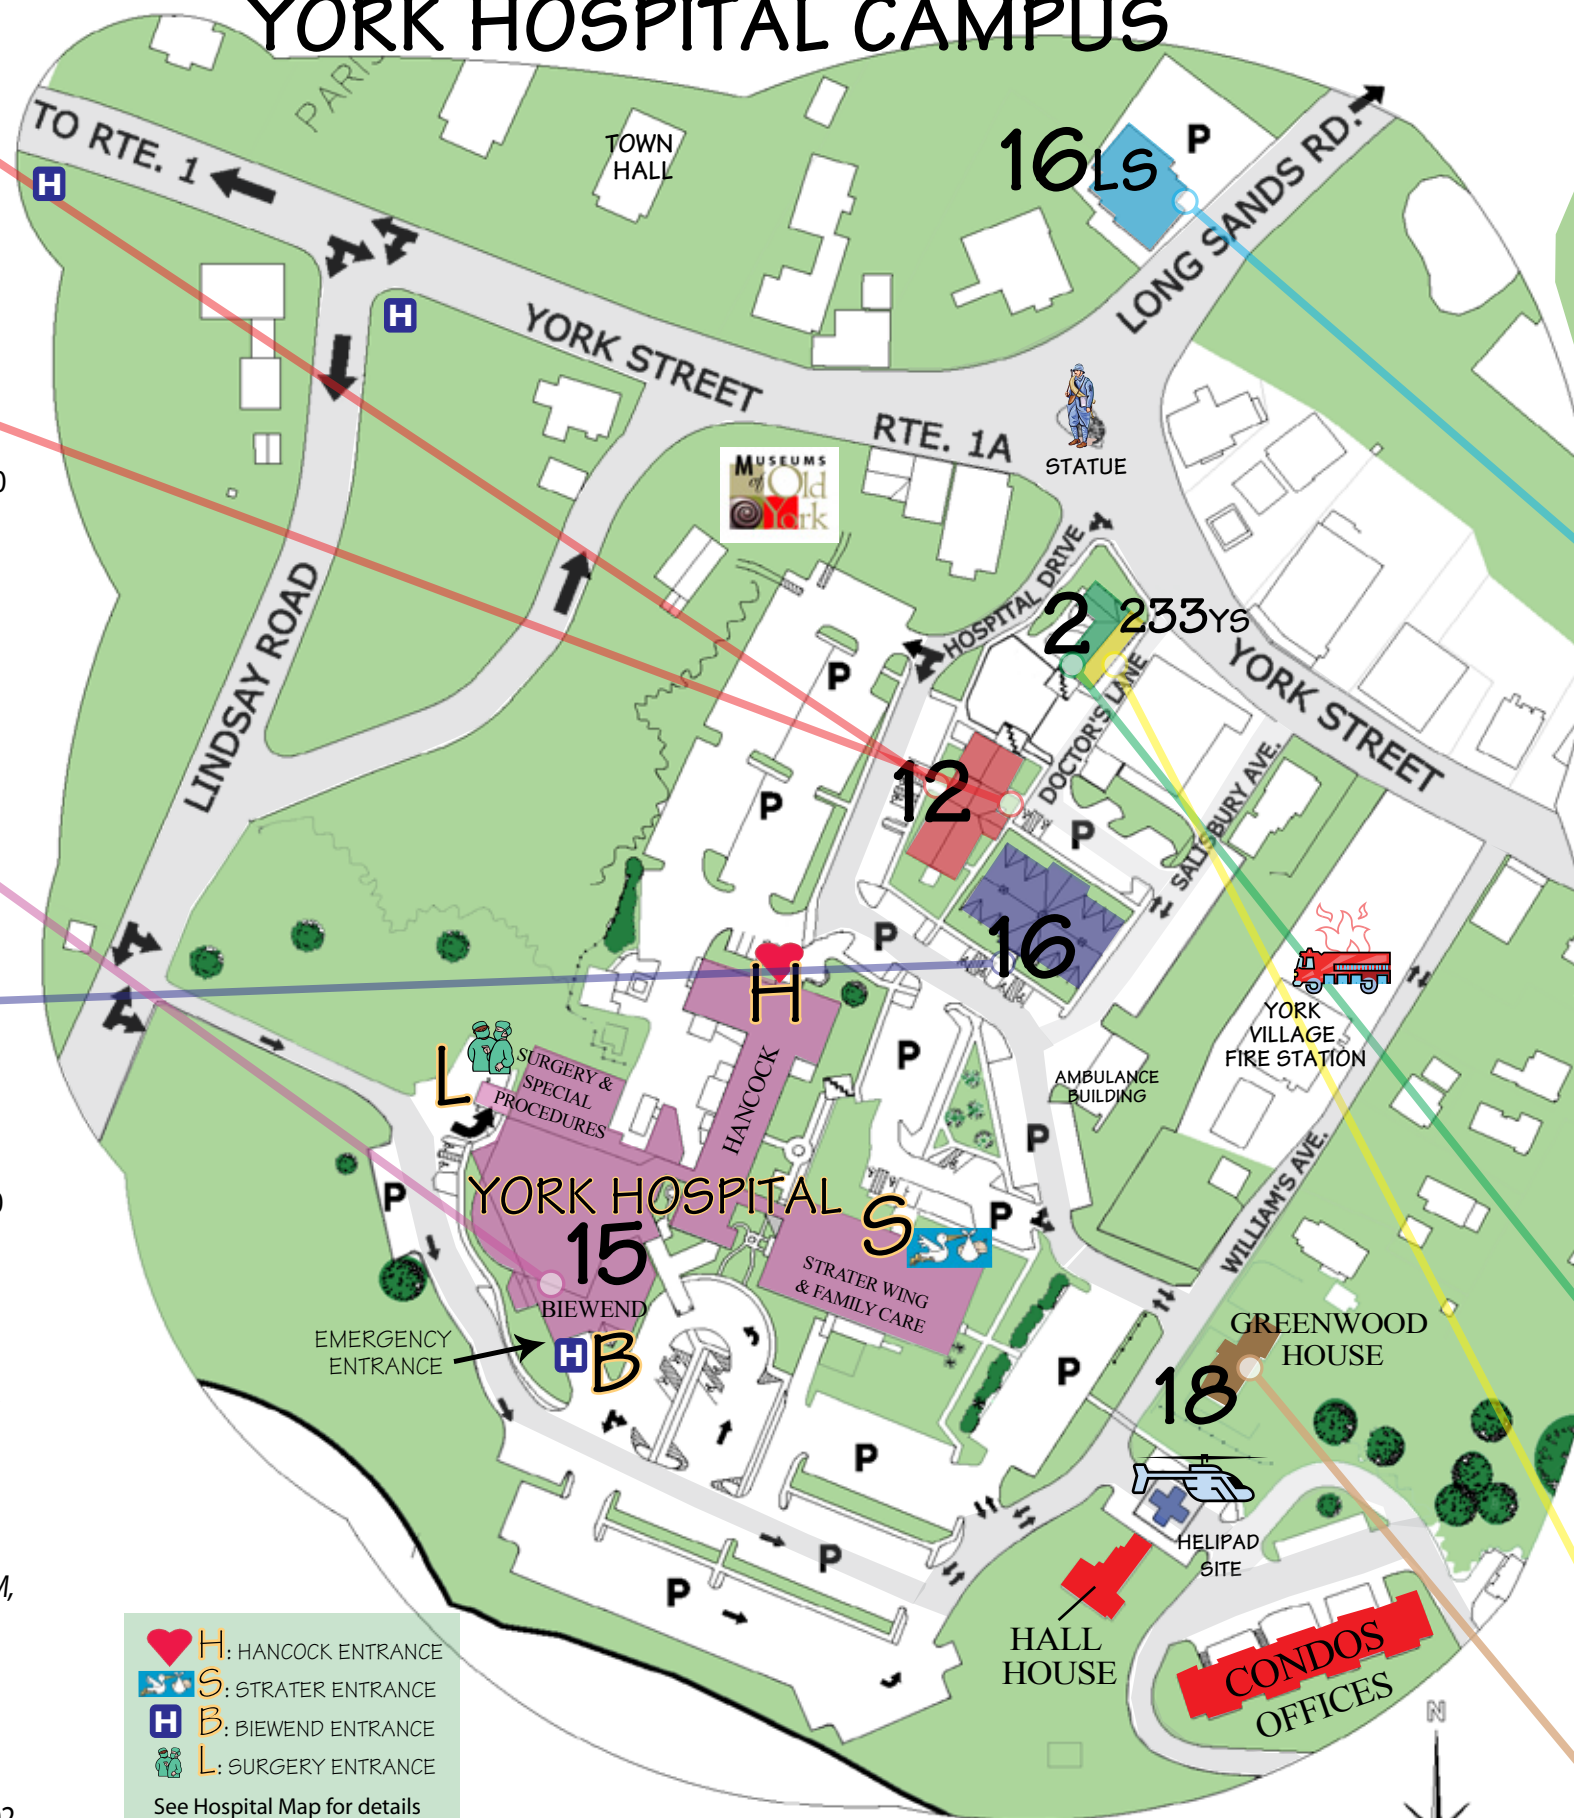 YORK HOSPITAL CAMPUS
TO RTE. 1
H
TOWN
HALL
16LS
P
LONG SANDS RD.
H
YORK STREET
RTE. 1A
STATUE
MUSEUMS
of Old
York
HOSPITAL DRIVE
2
233YS
YORK STREET
LINDSAY ROAD
P
DOCTOR'S LANE
SALISBURY AVE.
12
P
P
16
P
H
YORK
VILLAGE
FIRE STATION
L
SURGERY &
SPECIAL
PROCEDURES
HANCOCK
P
AMBULANCE
BUILDING
P
WILLIAM'S AVE.
P
YORK HOSPITAL
S
P
15
BIEWEND
STRATER WING
& FAMILY CARE
EMERGENCY
ENTRANCE
H
B
P
GREENWOOD
HOUSE
18
P
HELIPAD
SITE
P
P
HALL
HOUSE
CONDOS
OFFICES
N
H: HANCOCK ENTRANCE
S: STRATER ENTRANCE
H B: BIEWEND ENTRANCE
L: SURGERY ENTRANCE
See Hospital Map for details